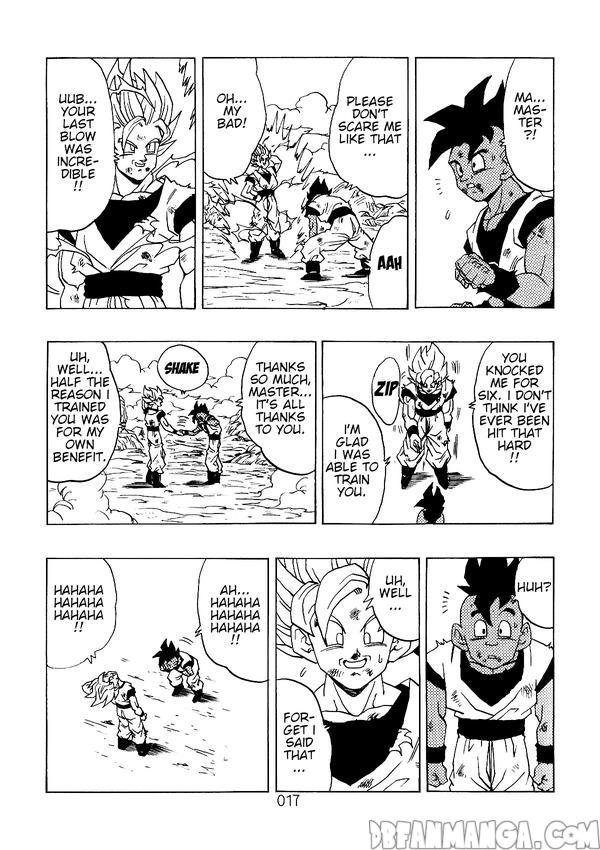 MA...
MAS-
TER
?!
PLEASE
DON'T
SCARE ME
LIKE THAT
...
OH...
MY
BAD!
AAH
UUB...
YOUR
LAST
BLOW
WAS
INCRE-
DIBLE
!!
YOU
KNOCKED
ME FOR
SIX. I DON'T
THINK I'VE
EVER BEEN
HIT THAT
HARD
!!
ZIP
I'M
GLAD
I WAS
ABLE TO
TRAIN
YOU.
THANKS
SO MUCH,
MASTER...
IT'S ALL
THANKS
TO YOU.
SHAKE
UH,
WELL...
HALF THE
REASON I
TRAINED
YOU WAS
FOR MY
OWN
BENEFIT.
HUH?
UH,
WELL
...
FOR-
GET I
SAID
THAT
...
AH...
HAHAHA
HAHAHA
HAHAHA
!!
HAHAHA
HAHAHA
HAHAHA
!!
017
DBFANMANGA.COM